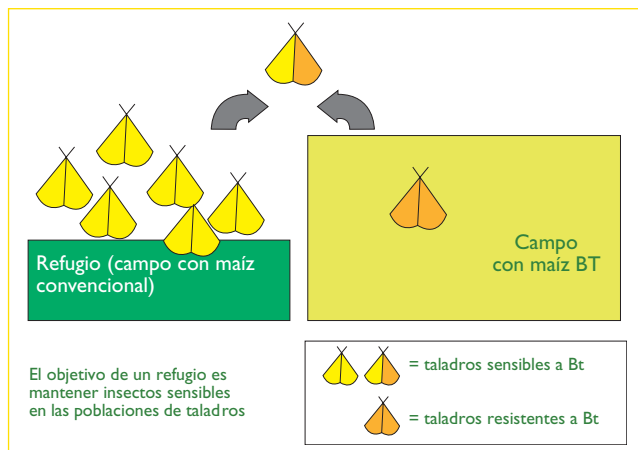 Refugio (campo con maíz
convencional)
Campo
con maíz BT
El objetivo de un refugio es
mantener insectos sensibles
en las poblaciones de taladros
= taladros sensibles a Bt
= taladros resistentes a Bt